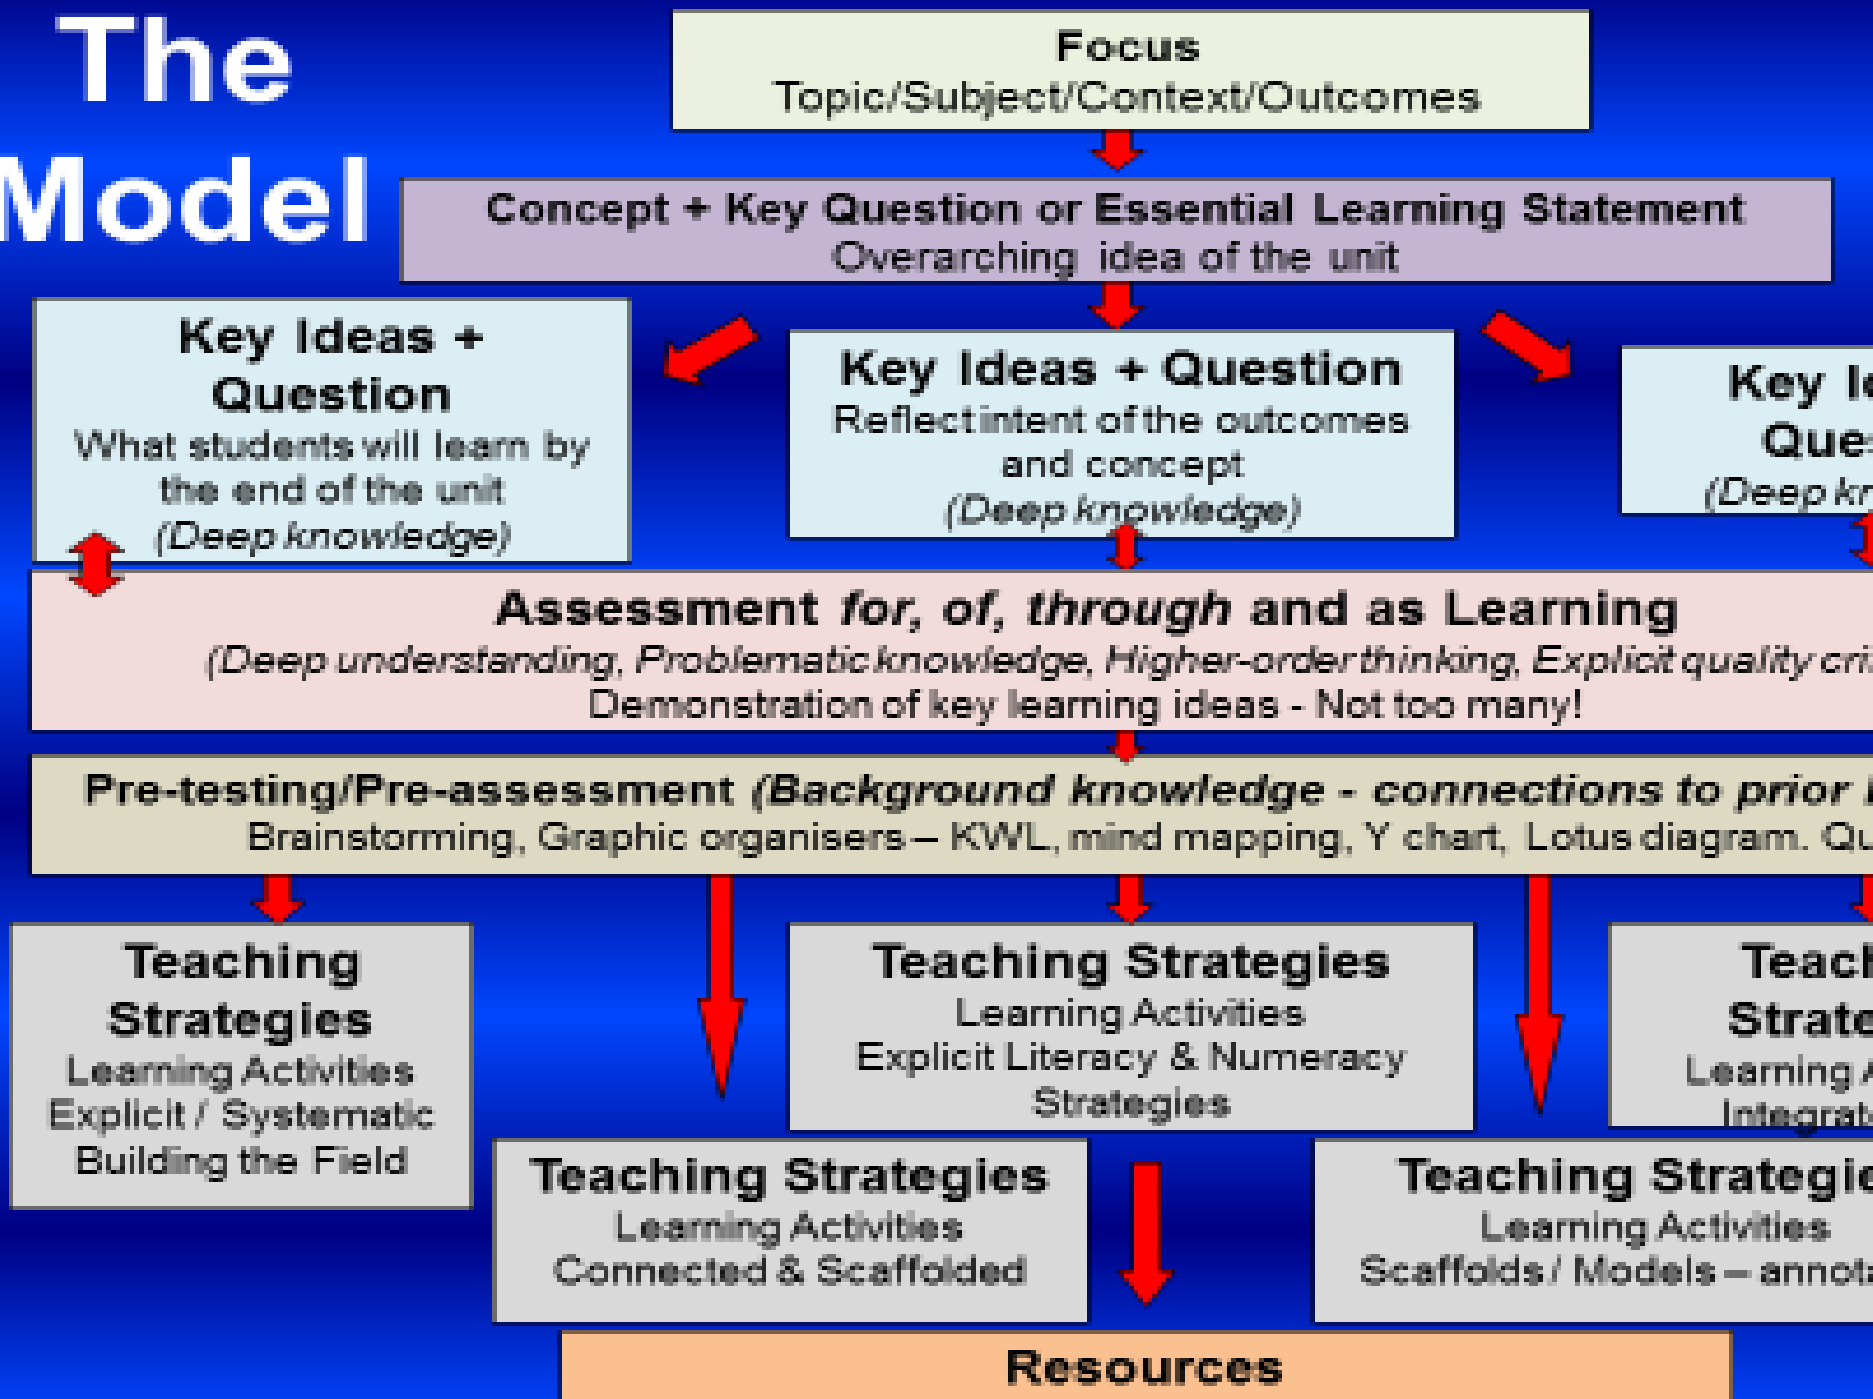 The
Model
Focus
Topic/Subject/Context/Outcomes
Concept + Key Question or Essential Learning Statement
Overarching idea of the unit
Key Ideas +
Question
What students will learn by
the end of the unit
(Deep knowledge)
Key Ideas + Question
Reflect intent of the outcomes
and concept
(Deep knowledge)
Key
(Deep
Assessment for, of, through and as Learning
(Deep understanding, Problematic knowledge, Higher-order thinking, Explicit quality
Demonstration of key learning ideas - Not too many!
Pre-testing/Pre-assessment (Background knowledge - connections to prior
Brainstorming, Graphic organisers – KWL, mind mapping, Y chart, Lotus diagram.
Teaching
Strategies
Learning Activities
Explicit / Systematic
Building the Field
Teaching Strategies
Learning Activities
Explicit Literacy & Numeracy
Strategies
Learning
Teaching Strategies
Learning Activities
Connected & Scaffolded
Teaching
Learning Activities
Scaffolds / Models –
Resources